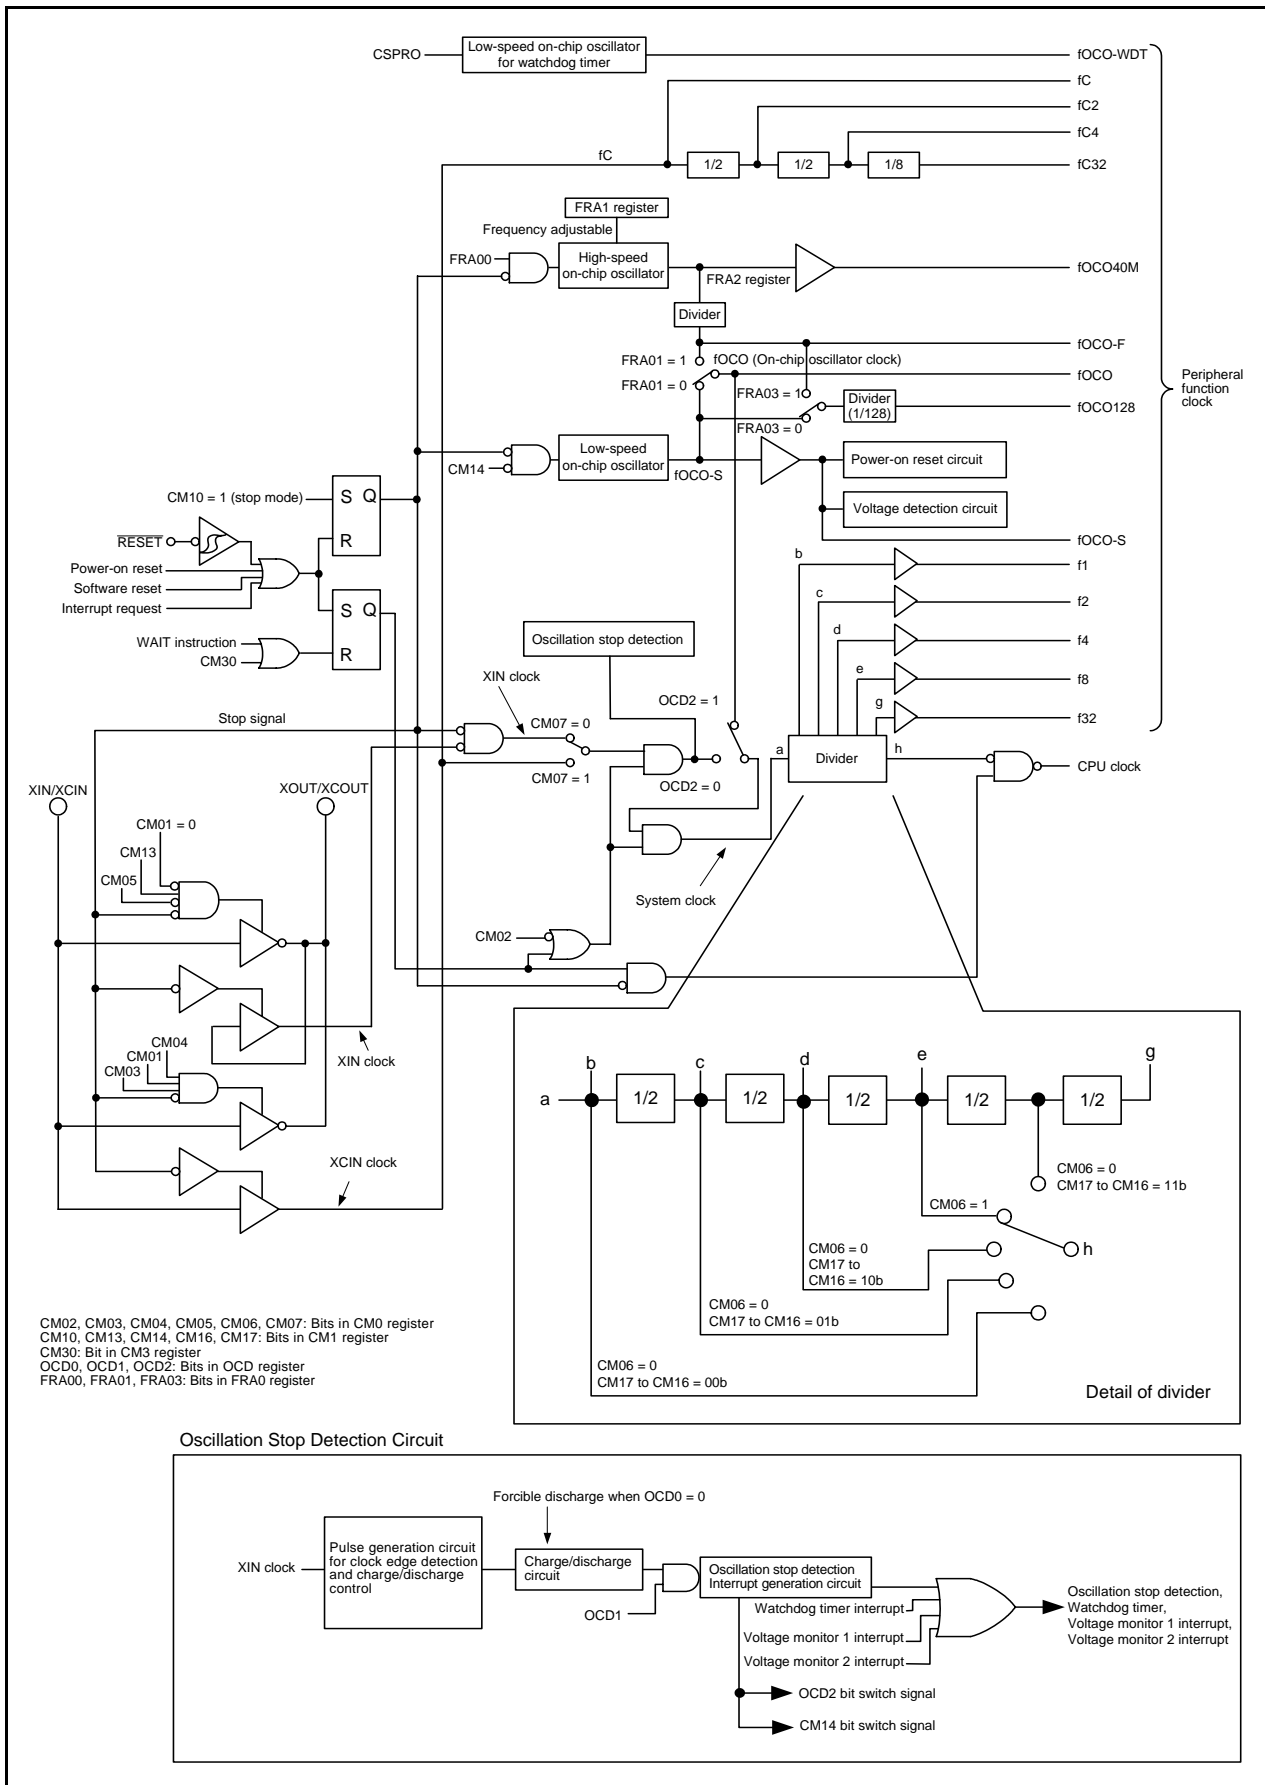 CSPRO
Low-speed on-chip oscillator
for watchdog timer
fOCO-WDT
fC
fC2
fC4
fC
1/2
1/2
1/8
fC32
FRA1 register
Frequency adjustable
FRA00
High-speed
on-chip oscillator
FRA2 register
fOCO40M
Divider
fOCO-F
FRA01 = 1
fOCO (On-chip oscillator clock)
fOCO
FRA01 = 0
FRA03 = 1
Divider
(1/128)
fOCO128
FRA03 = 0
Peripheral
function
clock
Low-speed
on-chip oscillator
CM14
fOCO-S
Power-on reset circuit
Voltage detection circuit
fOCO-S
CM10 = 1 (stop mode)
S
Q
R
RESET
Power-on reset
Software reset
Interrupt request
S
Q
R
WAIT instruction
CM30
b
f1
c
f2
d
f4
e
f8
g
f32
Oscillation stop detection
XIN clock
OCD2 = 1
Stop signal
CM07 = 0
CM07 = 1
OCD2 = 0
a
Divider
h
CPU clock
XIN/XCIN
XOUT/XCOUT
CM01 = 0
CM13
CM05
System clock
CM02
XIN clock
CM04
CM01
CM03
XCIN clock
a
b
1/2
c
1/2
d
1/2
e
1/2
1/2
g
CM06 = 0
CM17 to CM16 = 11b
CM06 = 1
h
CM06 = 0
CM17 to
CM16 = 10b
CM06 = 0
CM17 to CM16 = 01b
CM06 = 0
CM17 to CM16 = 00b
Detail of divider
CM02, CM03, CM04, CM05, CM06, CM07: Bits in CM0 register
CM10, CM13, CM14, CM16, CM17: Bits in CM1 register
CM30: Bit in CM3 register
OCD0, OCD1, OCD2: Bits in OCD register
FRA00, FRA01, FRA03: Bits in FRA0 register
Oscillation Stop Detection Circuit
Forcible discharge when OCD0 = 0
XIN clock
Pulse generation circuit
for clock edge detection
and charge/discharge
control
Charge/discharge
circuit
OCD1
Oscillation stop detection
Interrupt generation circuit
Watchdog timer interrupt
Voltage monitor 1 interrupt
Voltage monitor 2 interrupt
Oscillation stop detection,
Watchdog timer,
Voltage monitor 1 interrupt,
Voltage monitor 2 interrupt
OCD2 bit switch signal
CM14 bit switch signal